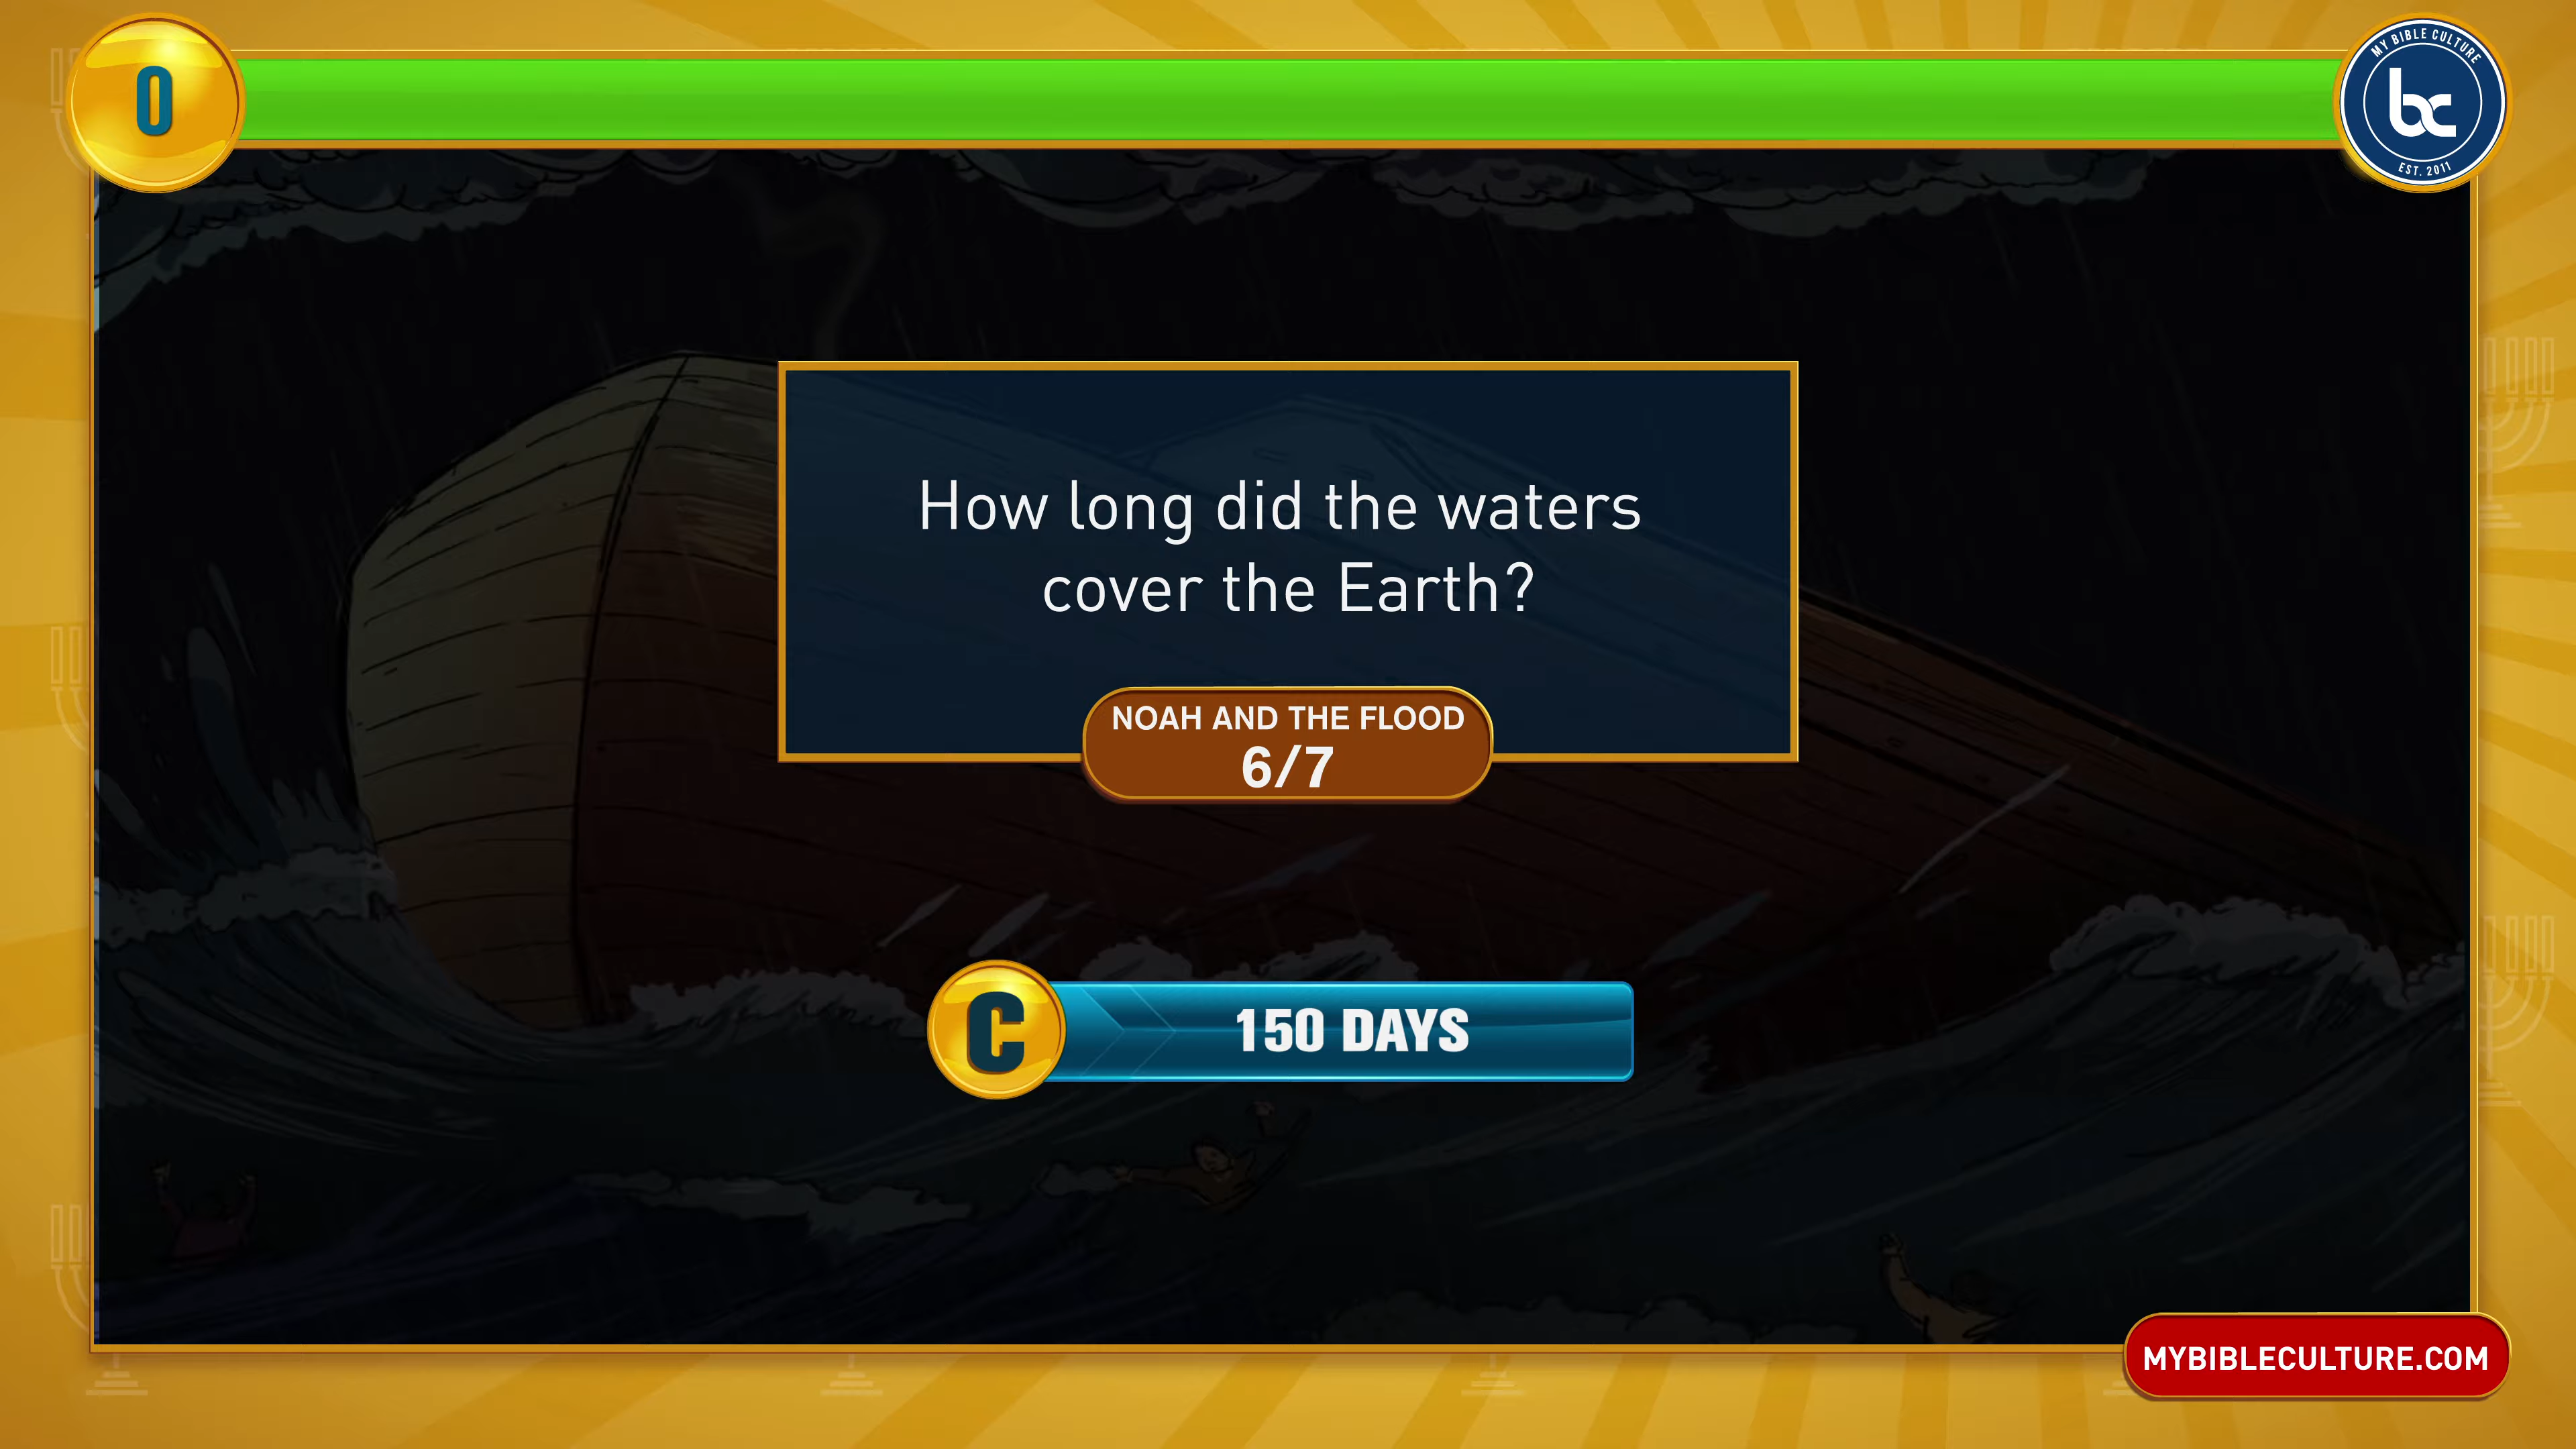 0
MY BIBLE CULTURE
bc
EST. 2011
How long did the waters
cover the Earth?
NOAH AND THE FLOOD
6/7
C
150 DAYS
MYBIBLECULTURE.COM